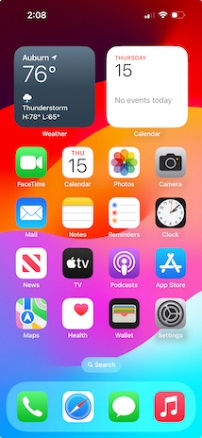 2:08
Auburn
76°
Thunderstorm
H:78° L:65°
Weather
THURSDAY
15
No events today
Calendar
FaceTime
THU
15
Calendar
Photos
Camera
Mail
Notes
Reminders
Clock
News
tv
TV
Podcasts
App Store
Maps
Health
Wallet
Settings
Search